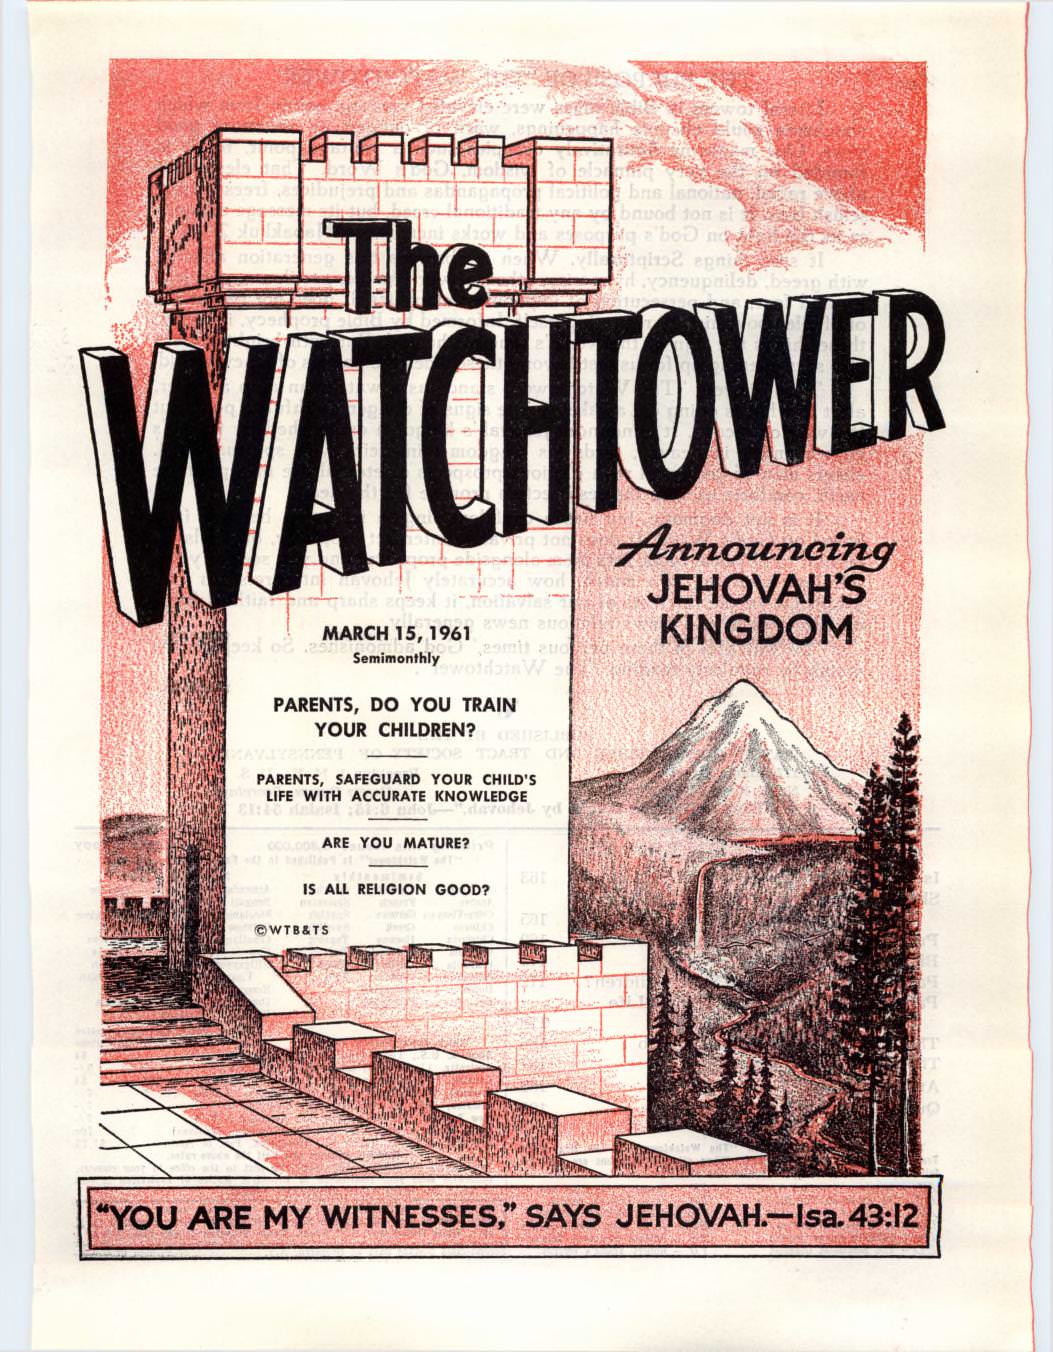 The
WATCHTOWER
Announcing
JEHOVAH'S
KINGDOM
MARCH 15, 1961
Semimonthly
PARENTS, DO YOU TRAIN
YOUR CHILDREN?
PARENTS, SAFEGUARD YOUR CHILD'S
LIFE WITH ACCURATE KNOWLEDGE
ARE YOU MATURE?
IS ALL RELIGION GOOD?
©WTB&TS
"YOU ARE MY WITNESSES," SAYS JEHOVAH.—Isa. 43:12